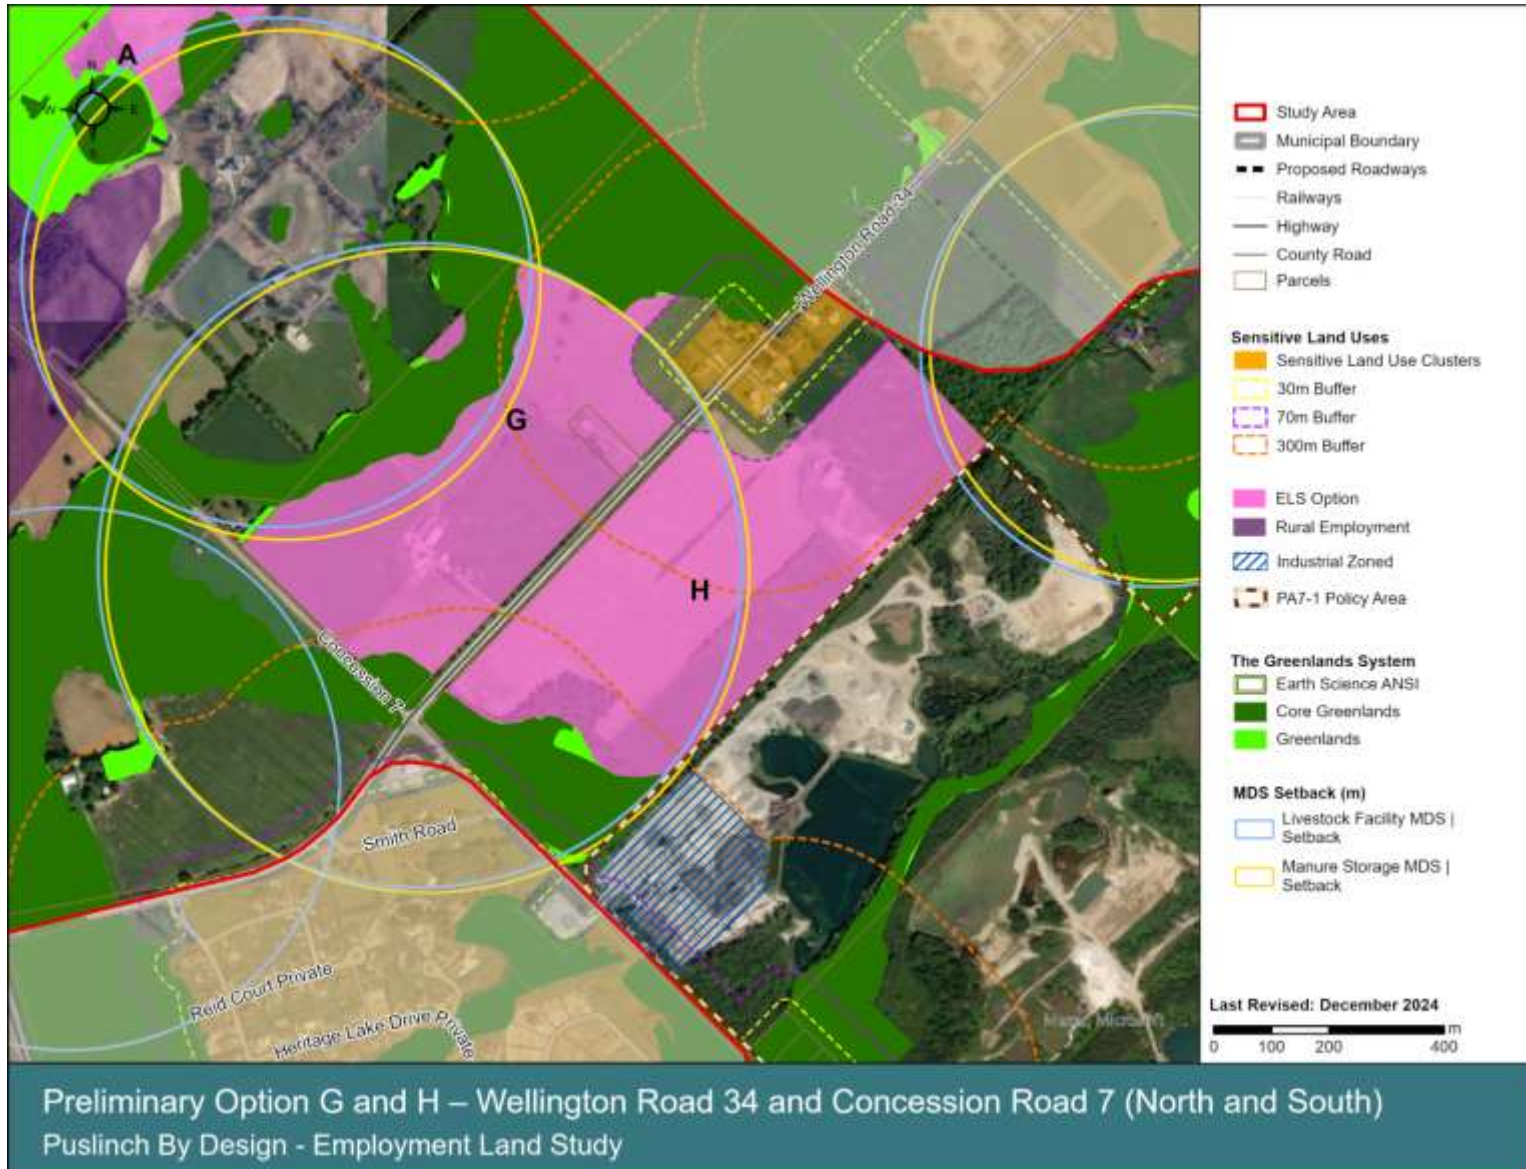 A
N
W
E
Wellington Road 34
G
H
Concession 7
Smith Road
Reid Court Private
Heritage Lake Drive Private
Study Area
Municipal Boundary
Proposed Roadways
Railways
Highway
County Road
Parcels
Sensitive Land Uses
Sensitive Land Use Clusters
30m Buffer
70m Buffer
300m Buffer
ELS Option
Rural Employment
Industrial Zoned
PA7-1 Policy Area
The Greenlands System
Earth Science ANSI
Core Greenlands
Greenlands
MDS Setback (m)
Livestock Facility MDS |
Setback
Manure Storage MDS |
Setback
Last Revised: December 2024
m
0 100 200 400
Preliminary Option G and H – Wellington Road 34 and Concession Road 7 (North and South)
Puslinch By Design - Employment Land Study